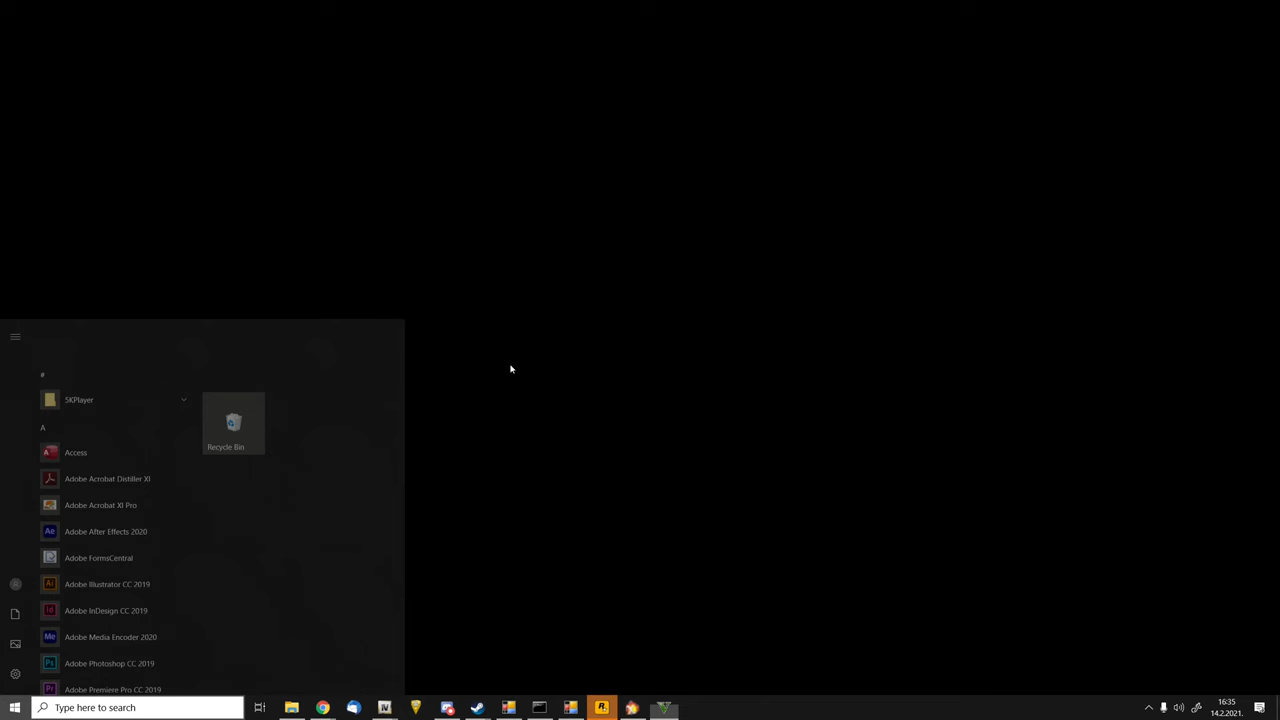 #
5KPlayer
A
Access
Adobe Acrobat Distiller XI
Adobe Acrobat XI Pro
Adobe After Effects 2020
Adobe FormsCentral
Adobe Illustrator CC 2019
Adobe InDesign CC 2019
Adobe Media Encoder 2020
Adobe Photoshop CC 2019
Adobe Premiere Pro CC 2019
Recycle Bin
Type here to search
16:35
14.2.2021.